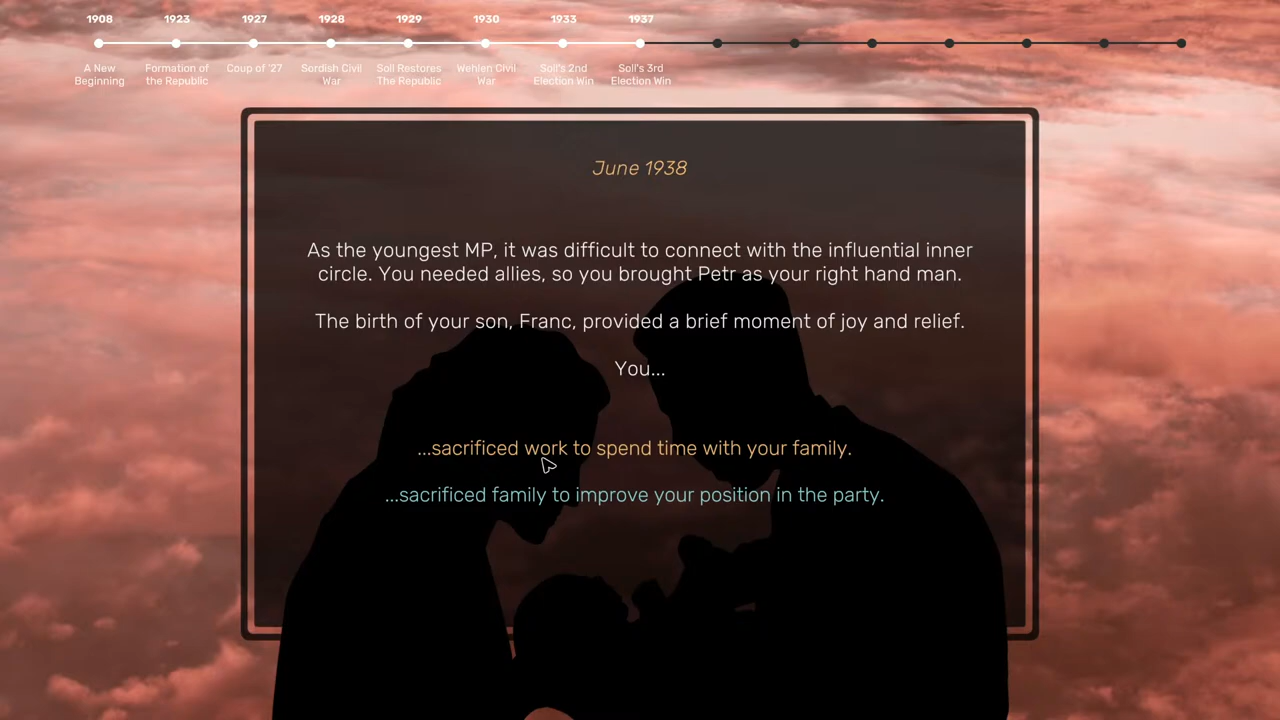 1908 1923 1927 1928 1929 1930 1933 1937
A New Formation of Coup of '27 Sordish Civil Soll Restores Wehlen Civil Soll's 2nd Soll's 3rd
Beginning the Republic War The Republic War Election Win Election Win
June 1938
As the youngest MP, it was difficult to connect with the influential inner
circle. You needed allies, so you brought Petr as your right hand man.
The birth of your son, Franc, provided a brief moment of joy and relief.
You...
...sacrificed work to spend time with your family.
...sacrificed family to improve your position in the party.